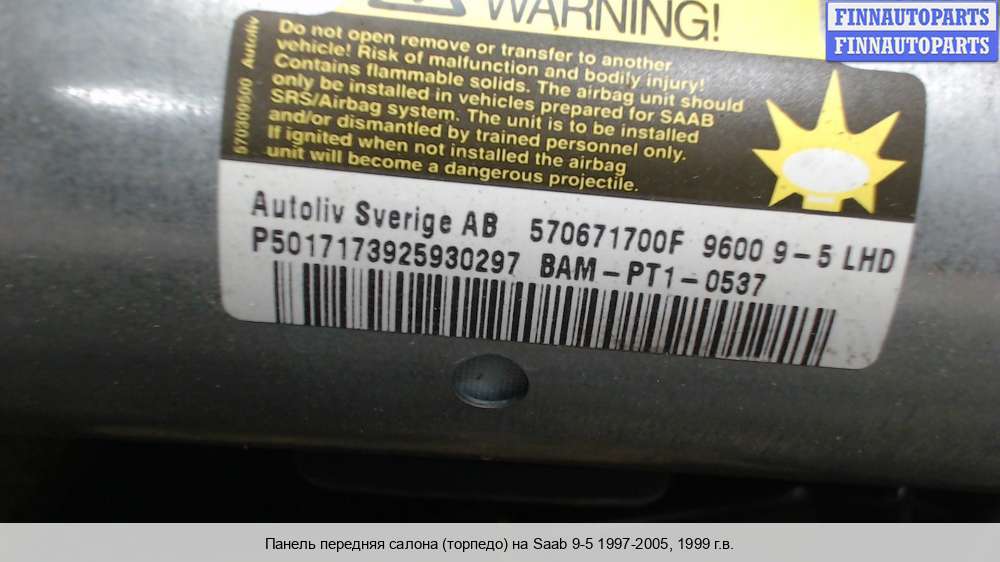 WARNING!
FINNAUTOPARTS
FINNAUTOPARTS
Do not open remove or transfer to another
vehicle! Risk of malfunction and bodily injury!
Contains flammable solids. The airbag unit should
only be installed in vehicles prepared for SAAB
SRS/Airbag system. The unit is to be installed
and/or dismantled by trained personnel only.
If ignited when not installed the airbag
unit will become a dangerous projectile.
570309500 Autoliv
Autoliv Sverige AB 570671700F 9600 9-5 LHD
P5017173925930297 BAM-PT1-0537
Панель передняя салона (торпедо) на Saab 9-5 1997-2005, 1999 г.в.